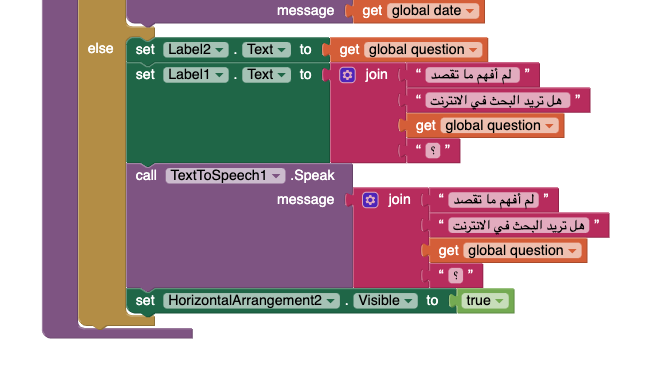 message get global date
else set Label2 . Text to get global question
set Label1 . Text to join " لم أفهم ما تقصد "
" هل تريد البحث في الانترنت "
get global question
" ؟ "
call TextToSpeech1 .Speak
message join " لم أفهم ما تقصد "
" هل تريد البحث في الانترنت "
get global question
" ؟ "
set HorizontalArrangement2 . Visible to true